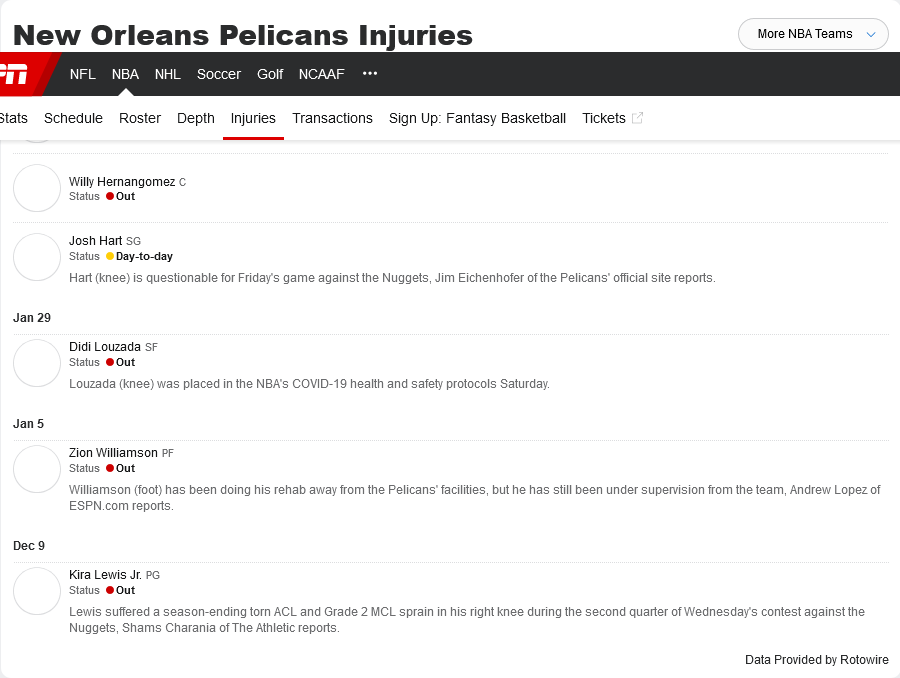 New Orleans Pelicans Injuries
More NBA Teams
NFL NBA NHL Soccer Golf NCAAF
Stats Schedule Roster Depth Injuries Transactions Sign Up: Fantasy Basketball Tickets
Willy Hernangomez C
Status Out
Josh Hart SG
Status Day-to-day
Hart (knee) is questionable for Friday's game against the Nuggets, Jim Eichenhofer of the Pelicans' official site reports.
Jan 29
Didi Louzada SF
Status Out
Louzada (knee) was placed in the NBA's COVID-19 health and safety protocols Saturday.
Jan 5
Zion Williamson PF
Status Out
Williamson (foot) has been doing his rehab away from the Pelicans' facilities, but he has still been under supervision from the team, Andrew Lopez of
ESPN.com reports.
Dec 9
Kira Lewis Jr. PG
Status Out
Lewis suffered a season-ending torn ACL and Grade 2 MCL sprain in his right knee during the second quarter of Wednesday's contest against the
Nuggets, Shams Charania of The Athletic reports.
Data Provided by Rotowire